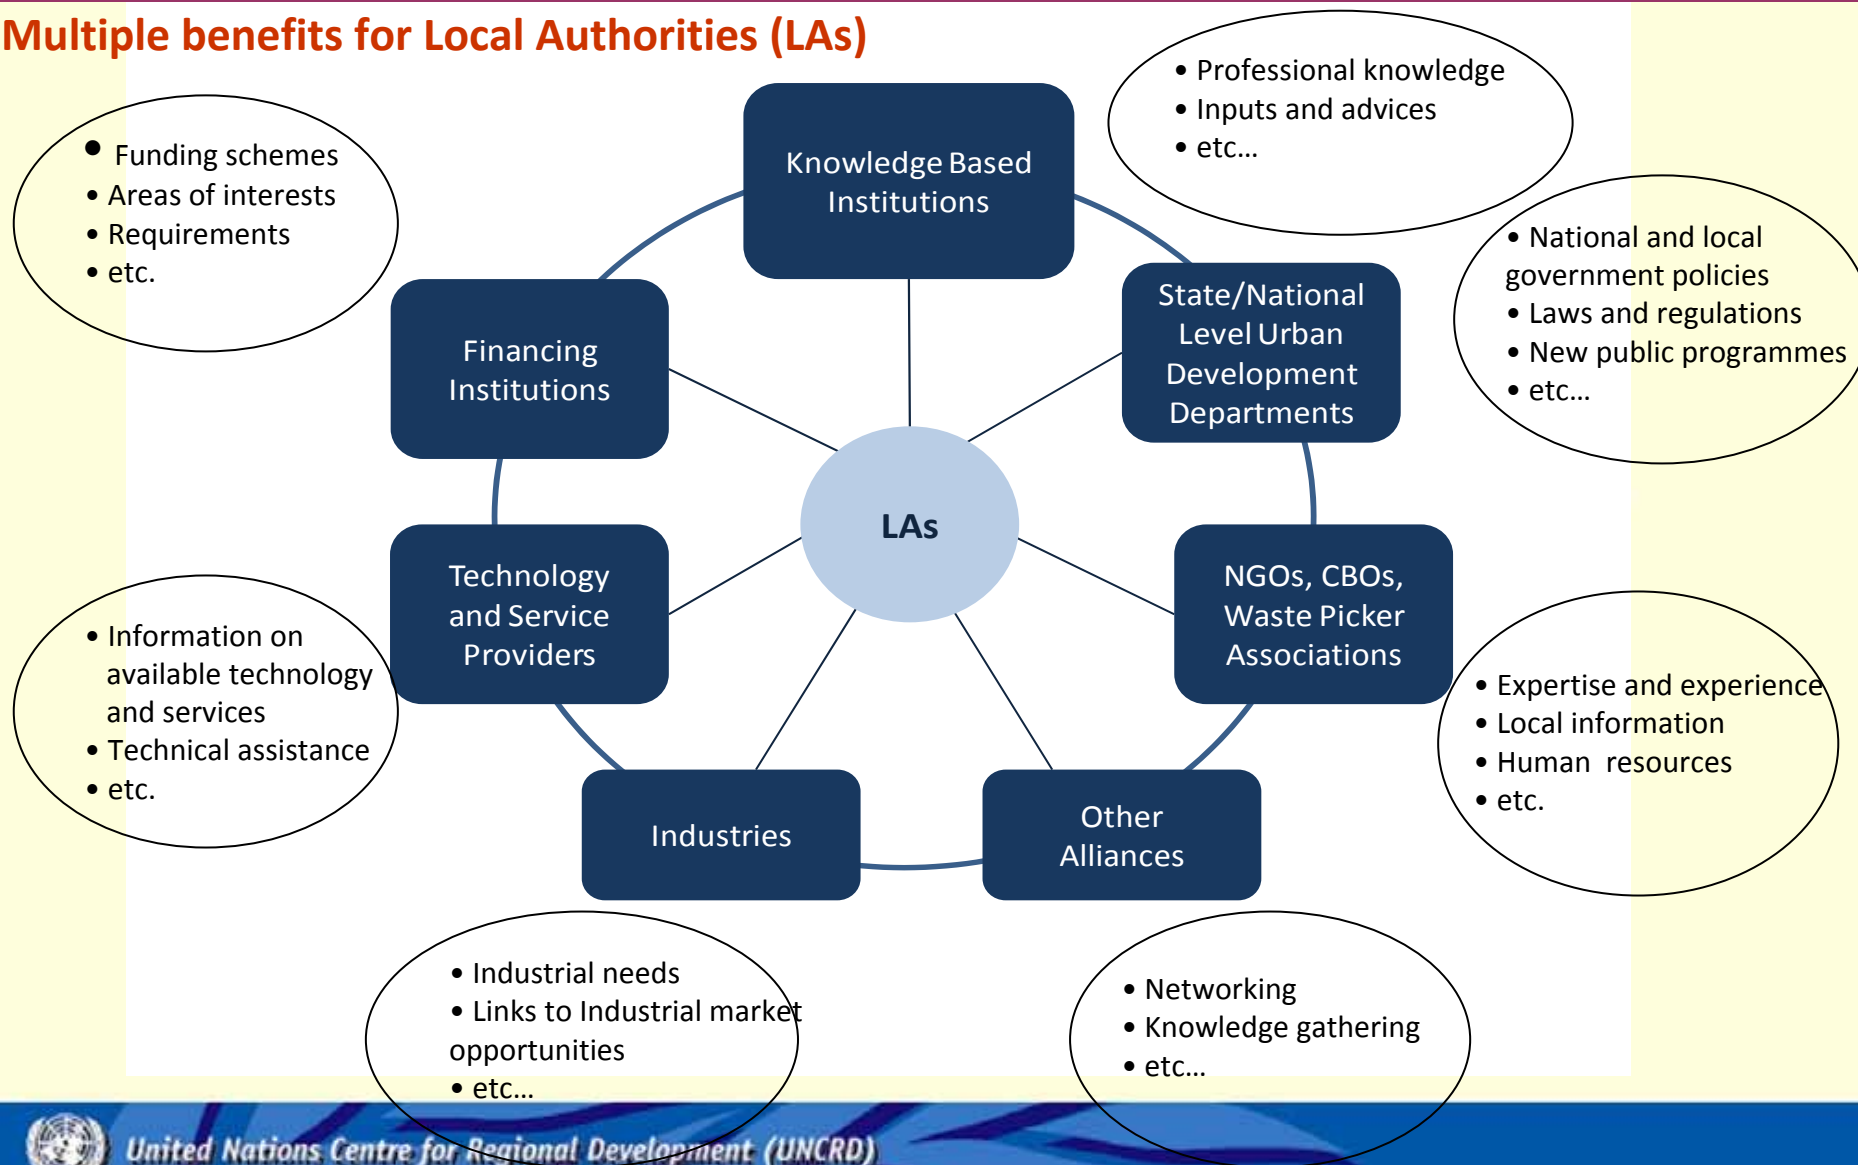 Multiple benefits for Local Authorities (LAs)
• Professional knowledge
• Inputs and advices
• etc...
• Funding schemes
• Areas of interests
• Requirements
• etc.
Knowledge Based
Institutions
• National and local
government policies
• Laws and regulations
• New public programmes
• etc...
State/National
Level Urban
Development
Departments
Financing
Institutions
LAs
Technology
and Service
Providers
NGOs, CBOs,
Waste Picker
Associations
• Information on
available technology
and services
• Technical assistance
• etc.
• Expertise and experience
• Local information
• Human  resources
• etc.
Industries
Other
Alliances
• Industrial needs
• Links to Industrial market
opportunities
• etc...
• Networking
• Knowledge gathering
• etc...
United Nations Centre for Regional Development (UNCRD)